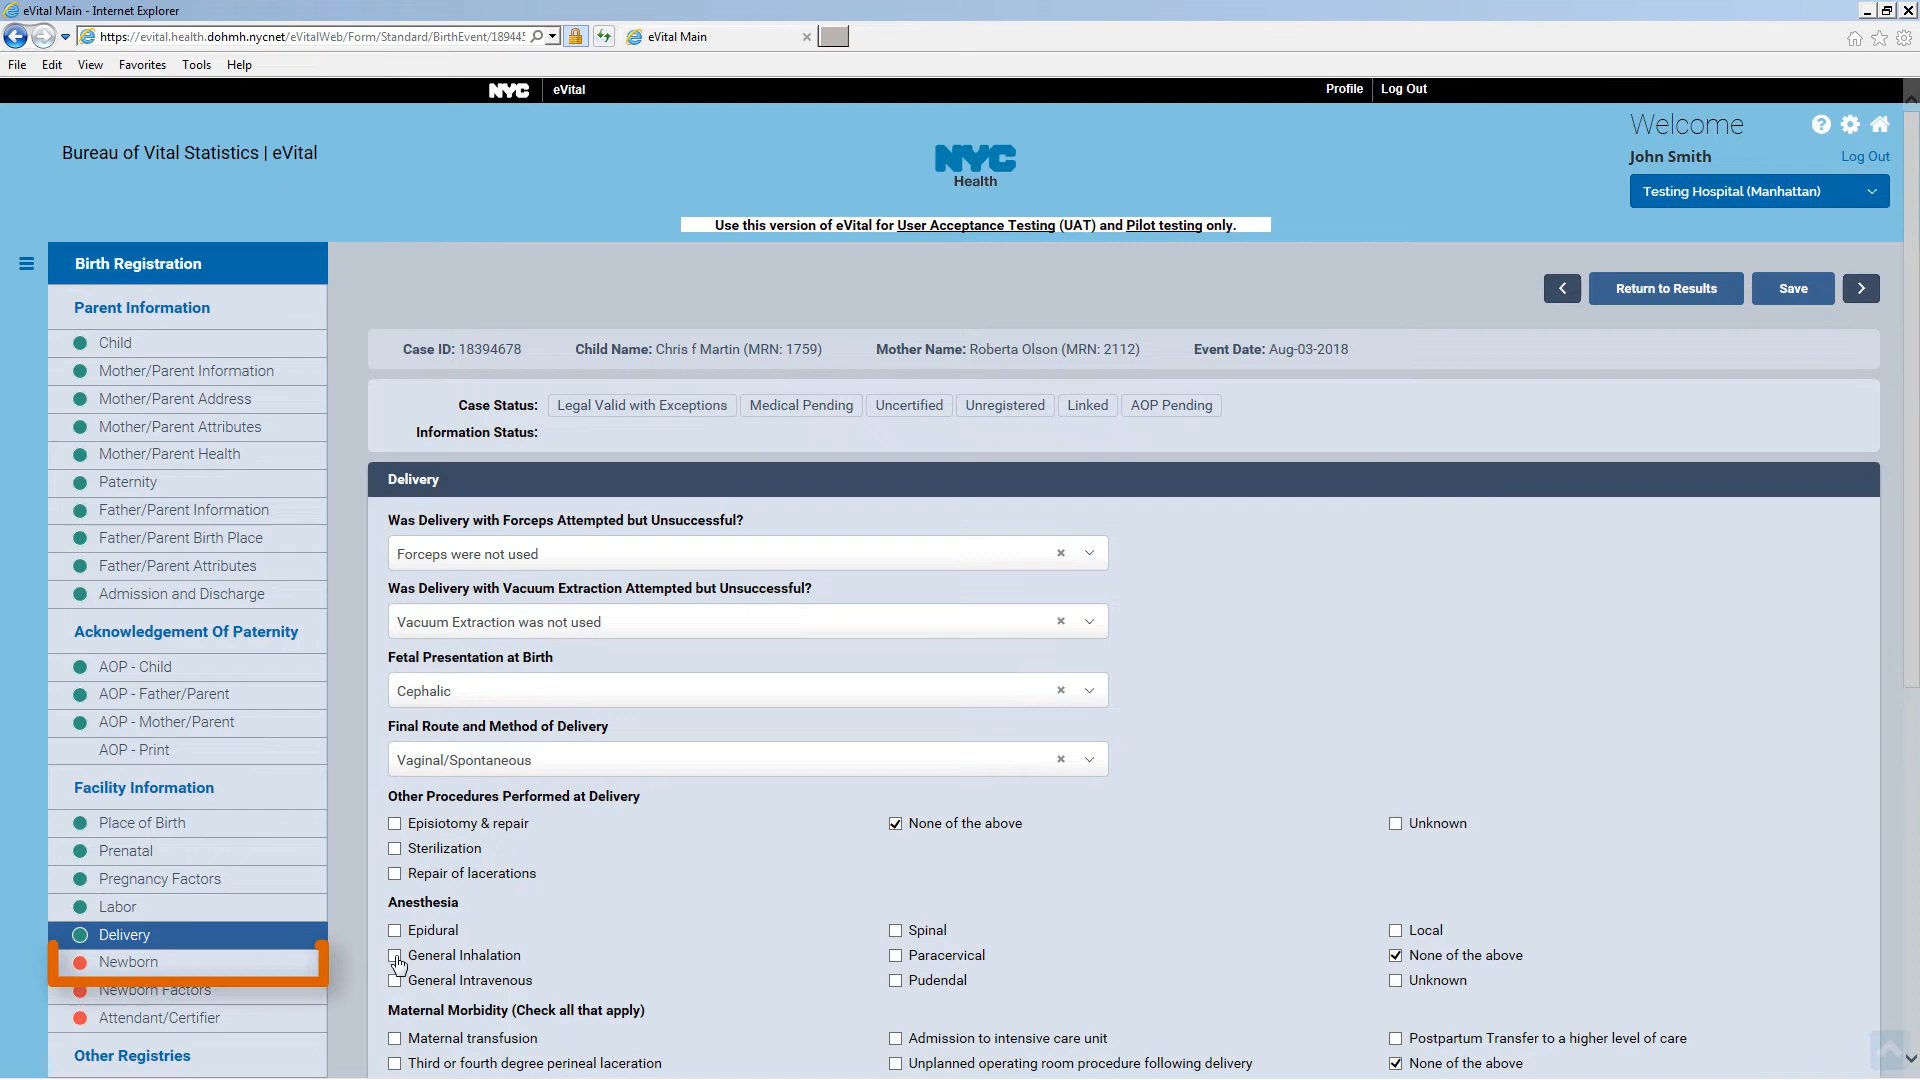 eVital Main - Internet Explorer
https://evital.health.dohmh.nycnet/eVitalWeb/Form/Standard/BirthEvent/18944
eVital Main
File Edit View Favorites Tools Help
NYC eVital Profile Log Out
Bureau of Vital Statistics | eVital
NYC
Health
Welcome
John Smith Log Out
Testing Hospital (Manhattan)
Use this version of eVital for User Acceptance Testing (UAT) and Pilot testing only.
Birth Registration
Parent Information
Child
Mother/Parent Information
Mother/Parent Address
Mother/Parent Attributes
Mother/Parent Health
Paternity
Father/Parent Information
Father/Parent Birth Place
Father/Parent Attributes
Admission and Discharge
Acknowledgement Of Paternity
AOP - Child
AOP - Father/Parent
AOP - Mother/Parent
AOP - Print
Facility Information
Place of Birth
Prenatal
Pregnancy Factors
Labor
Delivery
Newborn
Newborn Factors
Attendant/Certifier
Other Registries
Return to Results Save
Case ID: 18394678 Child Name: Chris f Martin (MRN: 1759) Mother Name: Roberta Olson (MRN: 2112) Event Date: Aug-03-2018
Case Status: Legal Valid with Exceptions Medical Pending Uncertified Unregistered Linked AOP Pending
Information Status:
Delivery
Was Delivery with Forceps Attempted but Unsuccessful?
Forceps were not used
Was Delivery with Vacuum Extraction Attempted but Unsuccessful?
Vacuum Extraction was not used
Fetal Presentation at Birth
Cephalic
Final Route and Method of Delivery
Vaginal/Spontaneous
Other Procedures Performed at Delivery
Episiotomy & repair None of the above Unknown
Sterilization
Repair of lacerations
Anesthesia
Epidural Spinal Local
General Inhalation Paracervical None of the above
General Intravenous Pudendal Unknown
Maternal Morbidity (Check all that apply)
Maternal transfusion Admission to intensive care unit Postpartum Transfer to a higher level of care
Third or fourth degree perineal laceration Unplanned operating room procedure following delivery None of the above